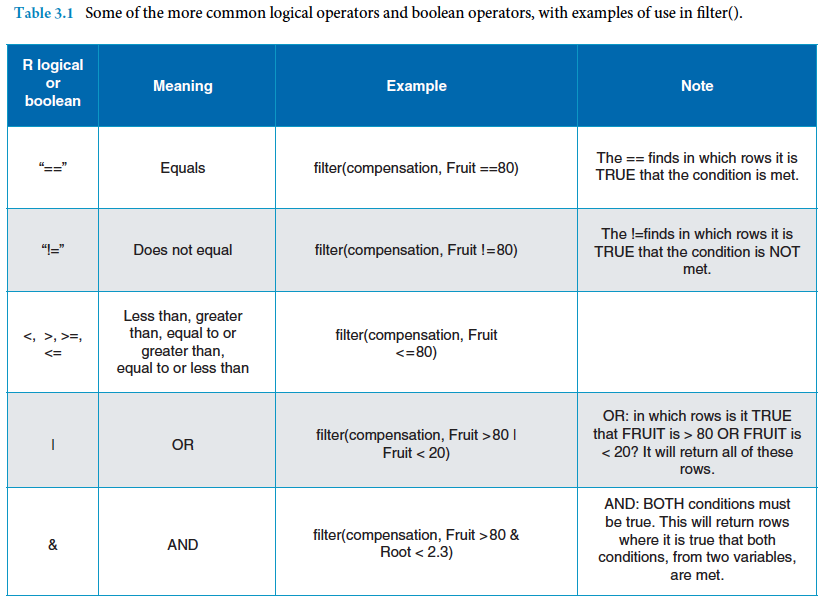 Table 3.1 Some of the more common logical operators and boolean operators, with examples of use in filter().
R logical
or
boolean
Meaning
Example
Note
“==”
Equals
filter(compensation, Fruit ==80)
The == finds in which rows it is
TRUE that the condition is met.
“!=”
Does not equal
filter(compensation, Fruit !=80)
The !=finds in which rows it is
TRUE that the condition is NOT
met.
<, >, >=,
<=
Less than, greater
than, equal to or
greater than,
equal to or less than
filter(compensation, Fruit
<=80)
|
OR
filter(compensation, Fruit >80 |
Fruit < 20)
OR: in which rows is it TRUE
that FRUIT is > 80 OR FRUIT is
< 20? It will return all of these
rows.
&
AND
filter(compensation, Fruit >80 &
Root < 2.3)
AND: BOTH conditions must
be true. This will return rows
where it is true that both
conditions, from two variables,
are met.